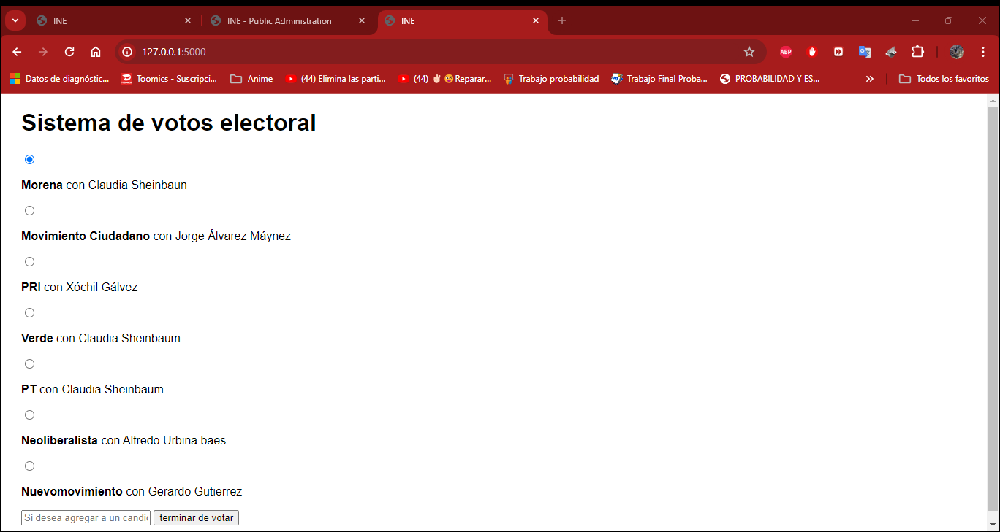 INE
INE - Public Administration
INE
127.0.0.1:5000
ABP
Datos de diagnóstic...
Toomics - Suscripci...
Anime
(44) Elimina las parti...
(44) ✌😉Reparar...
Trabajo probabilidad
Trabajo Final Proba...
PROBABILIDAD Y ES...
Todos los favoritos
Sistema de votos electoral
Morena con Claudia Sheinbaun
Movimiento Ciudadano con Jorge Álvarez Máynez
PRI con Xóchil Gálvez
Verde con Claudia Sheinbaum
PT con Claudia Sheinbaum
Neoliberalista con Alfredo Urbina baes
Nuevomovimiento con Gerardo Gutierrez
Si desea agregar a un candi
terminar de votar